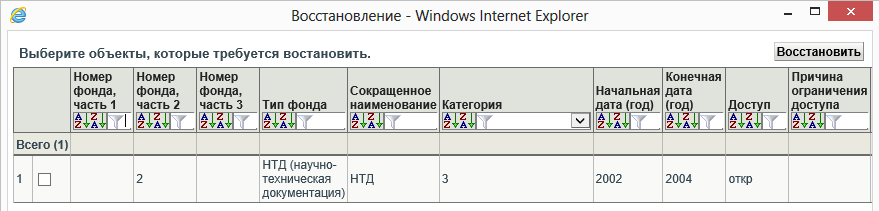 Восстановление - Windows Internet Explorer
Выберите объекты, которые требуется востановить.
Восстановить
Номер фонда, часть 1
Номер фонда, часть 2
Номер фонда, часть 3
Тип фонда
Сокращенное наименование
Категория
Начальная дата (год)
Конечная дата (год)
Доступ
Причина ограничения доступа
Всего (1)
1 2 НТД (научно-техническая документация) НТД 3 2002 2004 откр